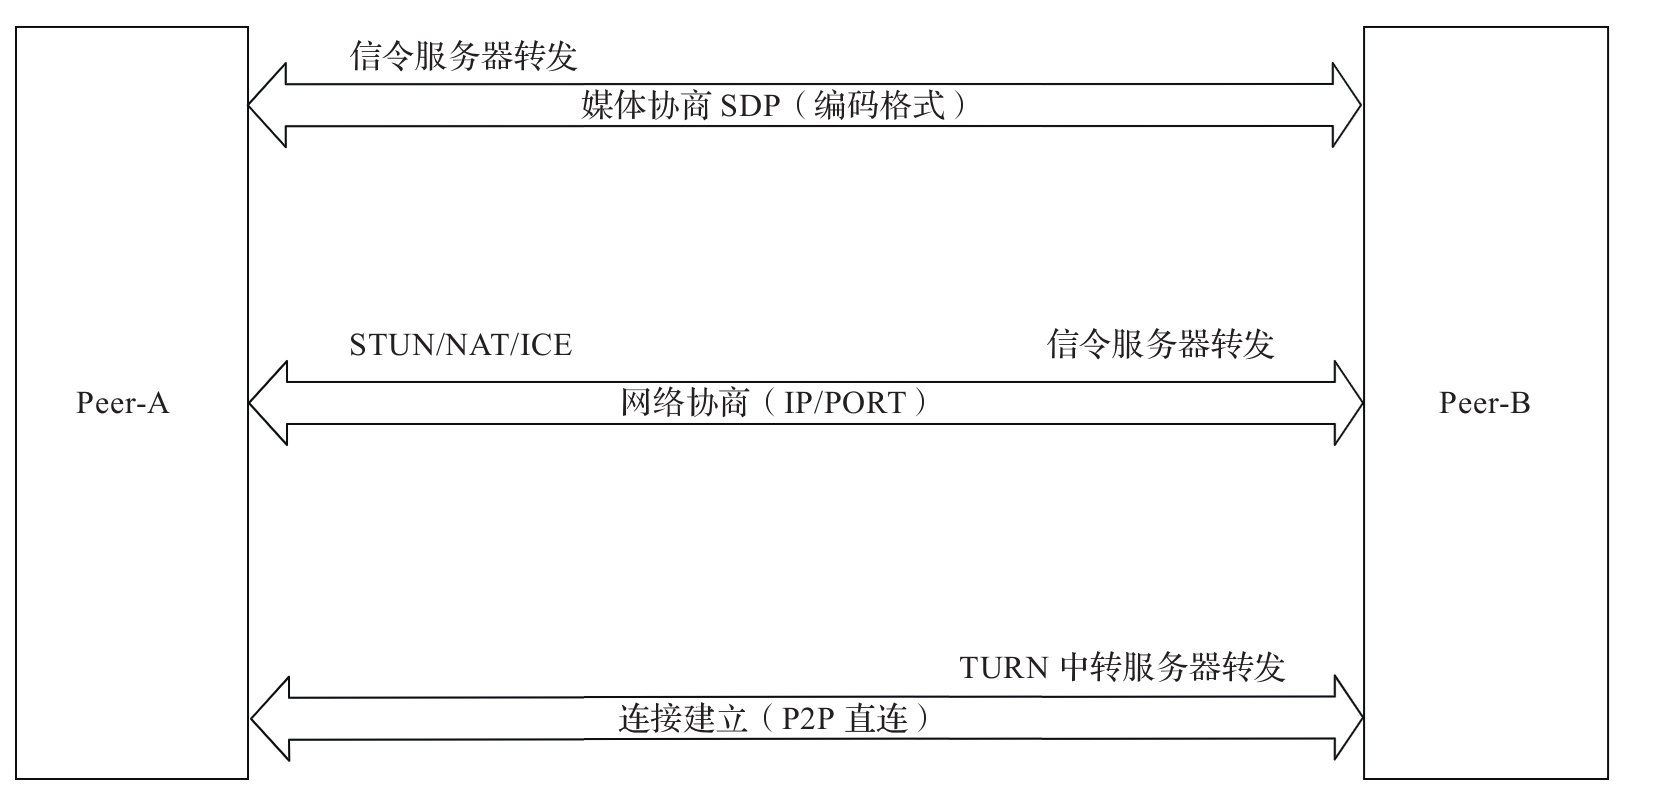 信令服务器转发
媒体协商 SDP（编码格式）
STUN/NAT/ICE
信令服务器转发
Peer-A
网络协商（IP/PORT）
Peer-B
TURN 中转服务器转发
连接建立（P2P 直连）